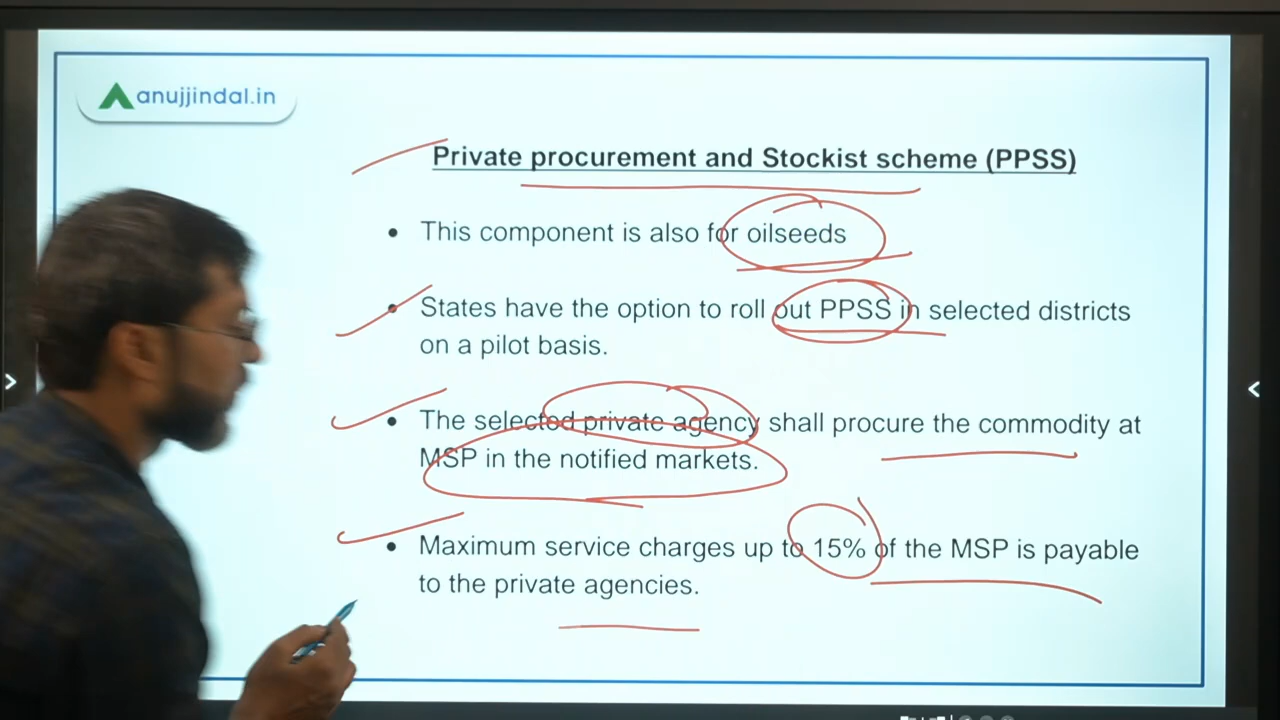 anujjindal.in
Private procurement and Stockist scheme (PPSS)
• This component is also for oilseeds
• States have the option to roll out PPSS in selected districts
on a pilot basis.
• The selected private agency shall procure the commodity at
MSP in the notified markets.
• Maximum service charges up to 15% of the MSP is payable
to the private agencies.